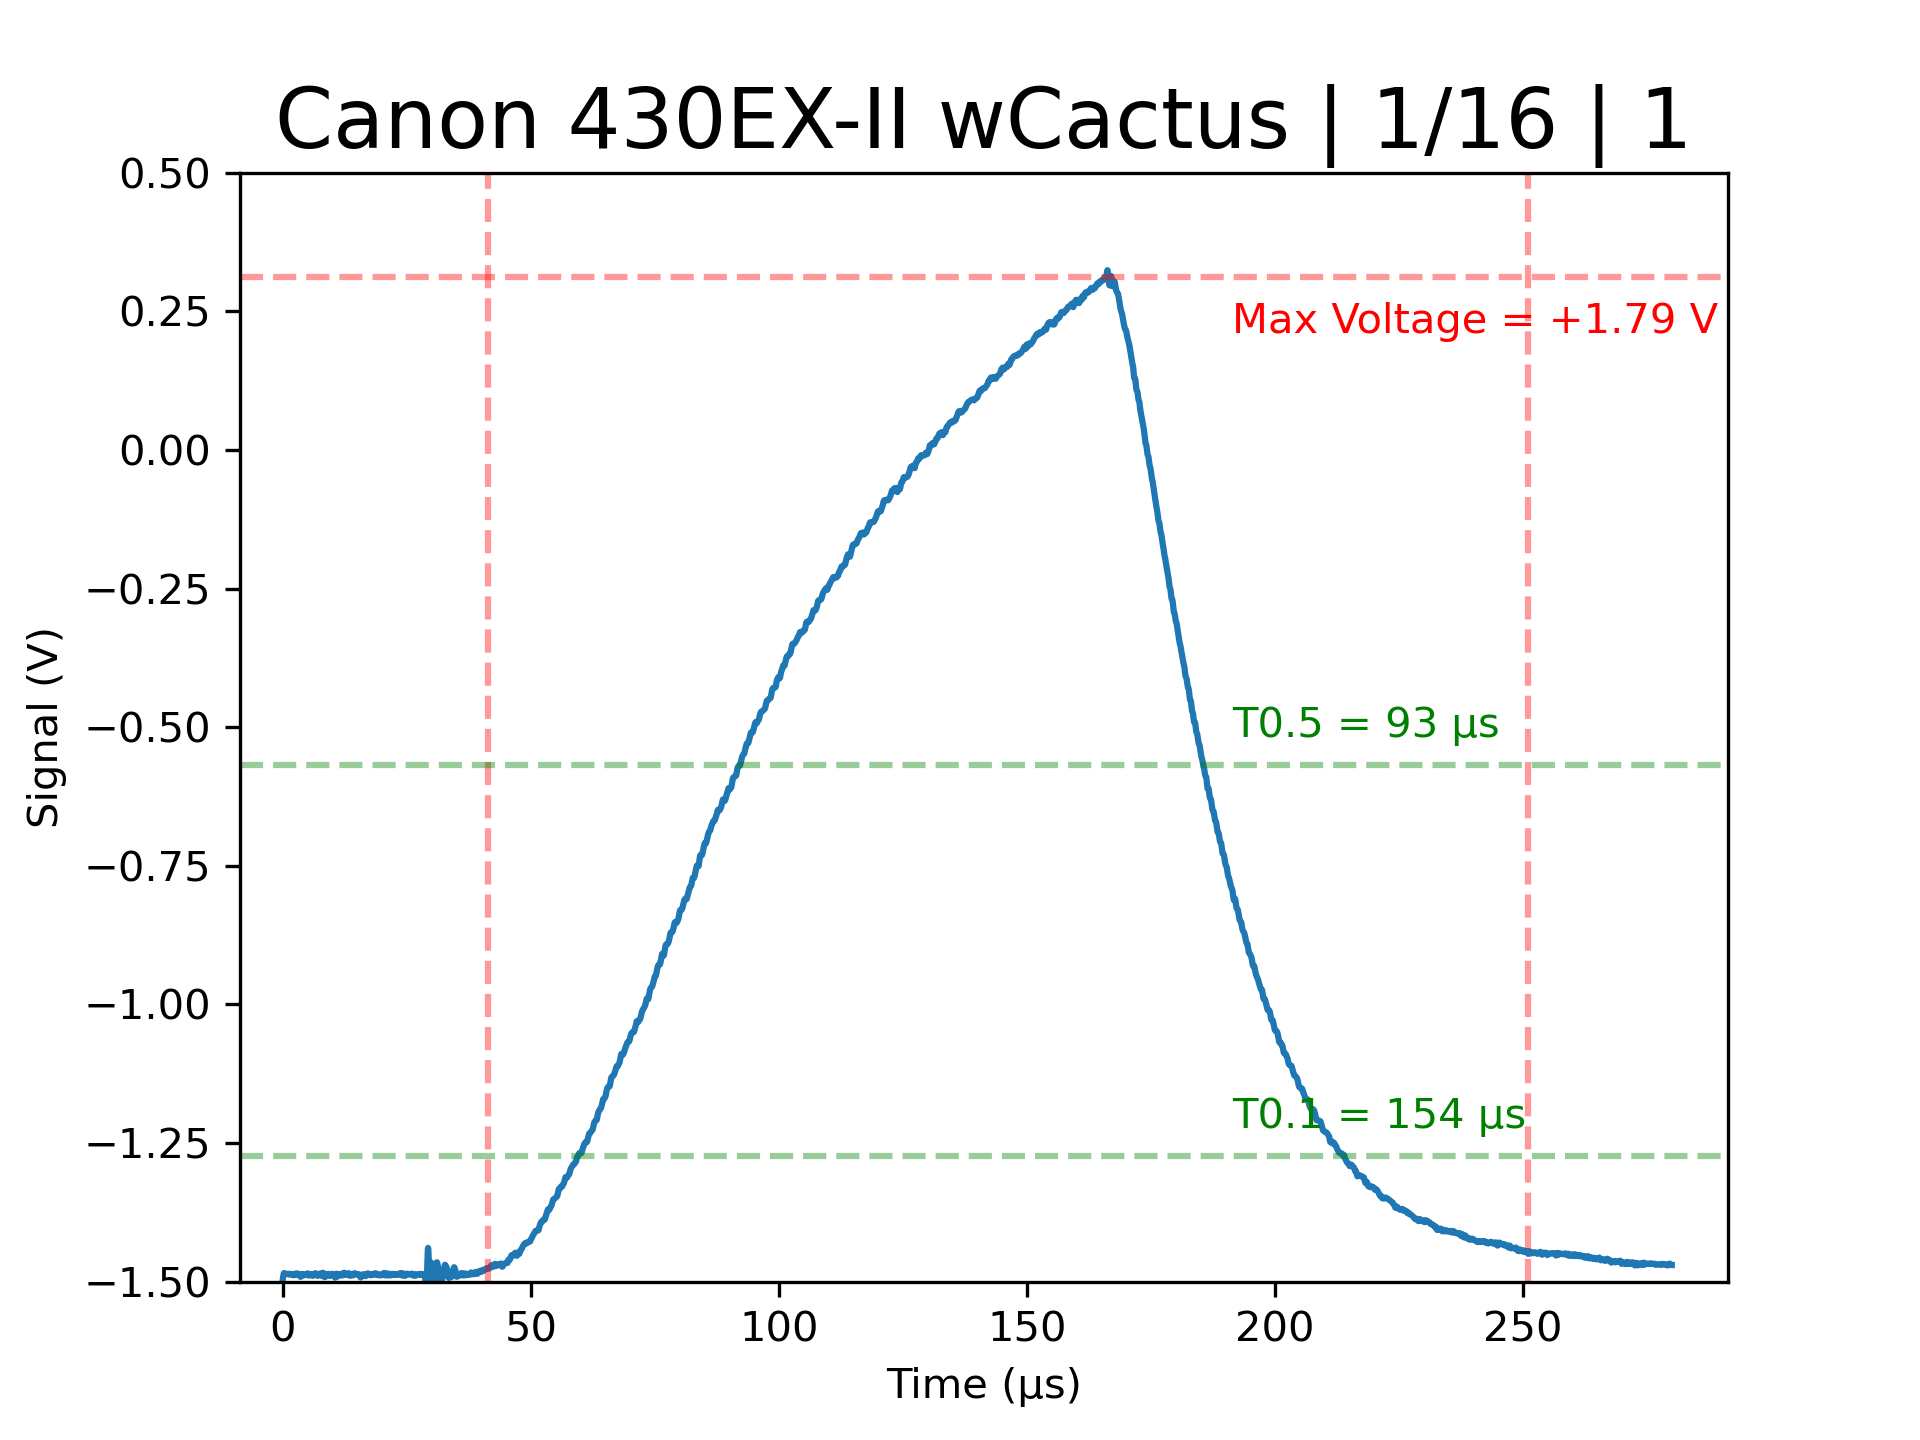 Canon 430EX-II wCactus | 1/16 | 1
0.50
0.25
0.00
−0.25
−0.50
−0.75
−1.00
−1.25
−1.50
Signal (V)
Max Voltage = +1.79 V
T0.5 = 93 µs
T0.1 = 154 µs
0 50 100 150 200 250
Time (µs)